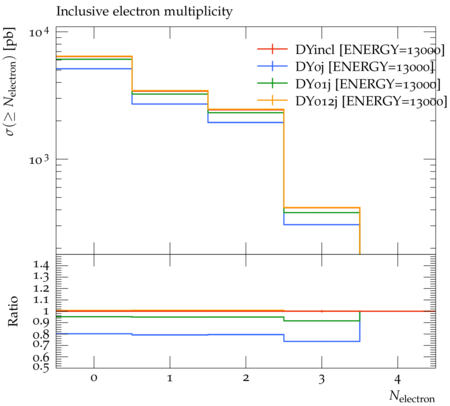 Inclusive electron multiplicity
σ(≥ Nelectron) [pb]
10^4
10^3
DYincl [ENERGY=13000]
DY0j [ENERGY=13000]
DY01j [ENERGY=13000]
DY012j [ENERGY=13000]
Ratio
1.4
1.3
1.2
1.1
1
0.9
0.8
0.7
0.6
0.5
0 1 2 3 4
Nelectron